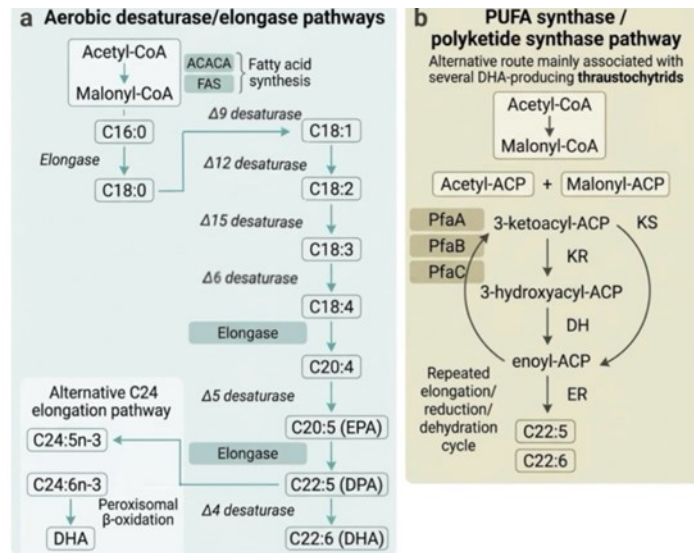 a Aerobic desaturase/elongase pathways
Acetyl-CoA
Malonyl-CoA
ACACA
FAS
Fatty acid
synthesis
C16:0
Elongase
C18:0
Δ9 desaturase
C18:1
Δ12 desaturase
C18:2
Δ15 desaturase
C18:3
Δ6 desaturase
C18:4
Elongase
C20:4
Δ5 desaturase
C20:5 (EPA)
Elongase
C22:5 (DPA)
Δ4 desaturase
C22:6 (DHA)
Alternative C24
elongation pathway
C24:5n-3
C24:6n-3
Peroxisomal
β-oxidation
DHA
b PUFA synthase /
polyketide synthase pathway
Alternative route mainly associated with
several DHA-producing thraustochytrids
Acetyl-CoA
Malonyl-CoA
Acetyl-ACP + Malonyl-ACP
PfaA
PfaB
PfaC
3-ketoacyl-ACP
KS
KR
3-hydroxyacyl-ACP
DH
enoyl-ACP
ER
Repeated
elongation/
reduction/
dehydration
cycle
C22:5
C22:6